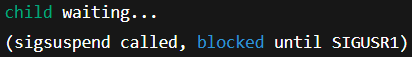 child waiting...
(sigsuspend called, blocked until SIGUSR1)